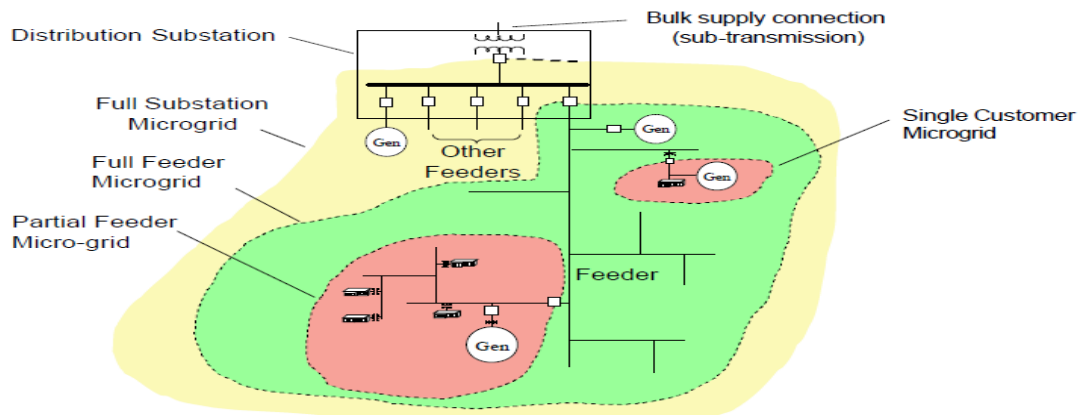 Bulk supply connection
(sub-transmission)
Distribution Substation
Full Substation
Microgrid
Single Customer
Microgrid
Gen
Gen
Other
Feeders
Full Feeder
Microgrid
Gen
Partial Feeder
Micro-grid
Feeder
Gen